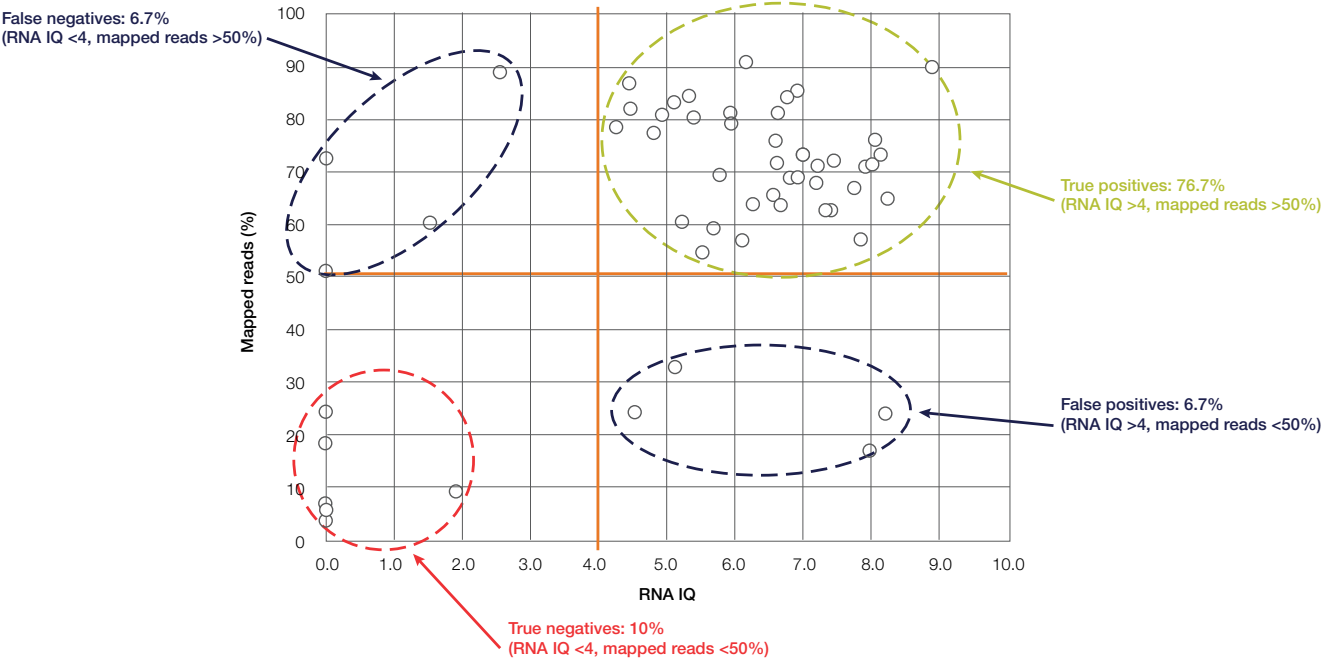 False negatives: 6.7%
(RNA IQ <4, mapped reads >50%)
True positives: 76.7%
(RNA IQ >4, mapped reads >50%)
False positives: 6.7%
(RNA IQ >4, mapped reads <50%)
True negatives: 10%
(RNA IQ <4, mapped reads <50%)
Mapped reads (%)
100
90
80
70
60
50
40
30
20
10
0
0.0 1.0 2.0 3.0 4.0 5.0 6.0 7.0 8.0 9.0 10.0
RNA IQ